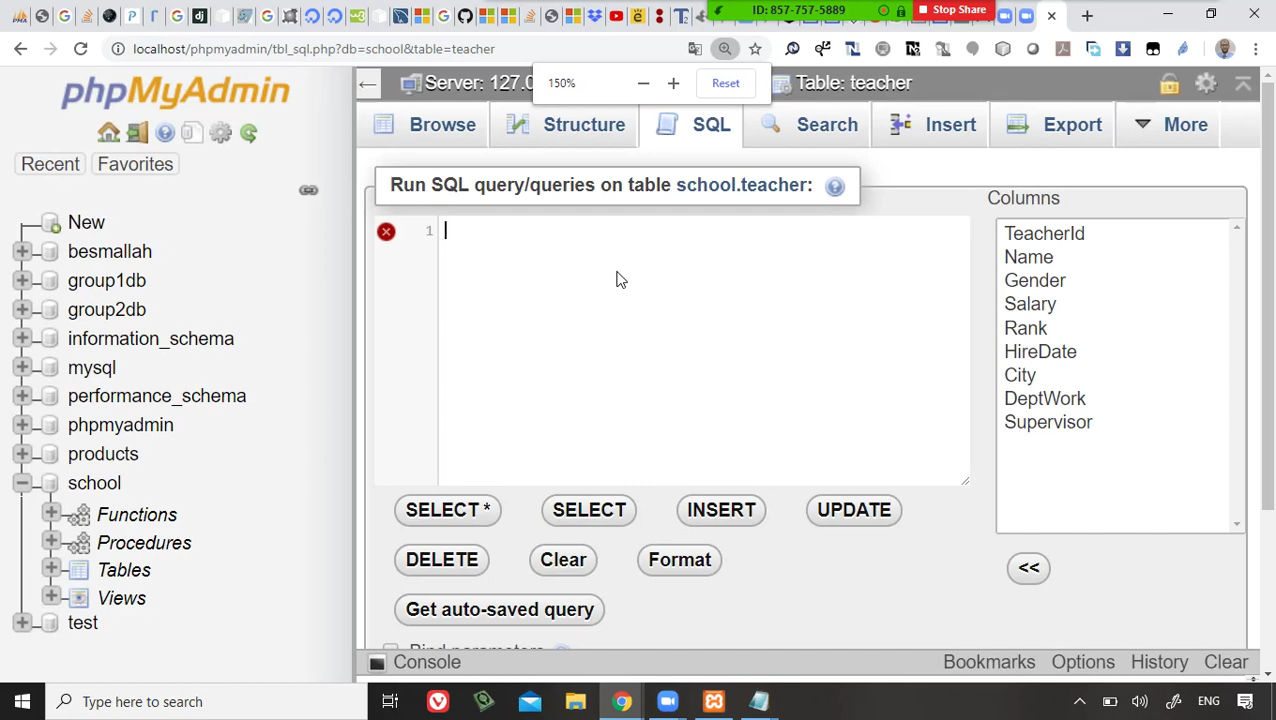 ID: 857-757-5889
Stop Share
localhost/phpmyadmin/tbl_sql.php?db=school&table=teacher
150%
Reset
phpMyAdmin
Server: 127.0
Table: teacher
Browse
Structure
SQL
Search
Insert
Export
More
Recent
Favorites
Run SQL query/queries on table school.teacher:
Columns
1
TeacherId
Name
Gender
Salary
Rank
HireDate
City
DeptWork
Supervisor
New
besmallah
group1db
group2db
information_schema
mysql
performance_schema
phpmyadmin
products
school
Functions
Procedures
Tables
Views
test
SELECT *
SELECT
INSERT
UPDATE
DELETE
Clear
Format
<<
Get auto-saved query
Bind parameters
Console
Bookmarks
Options
History
Clear
Type here to search
ENG